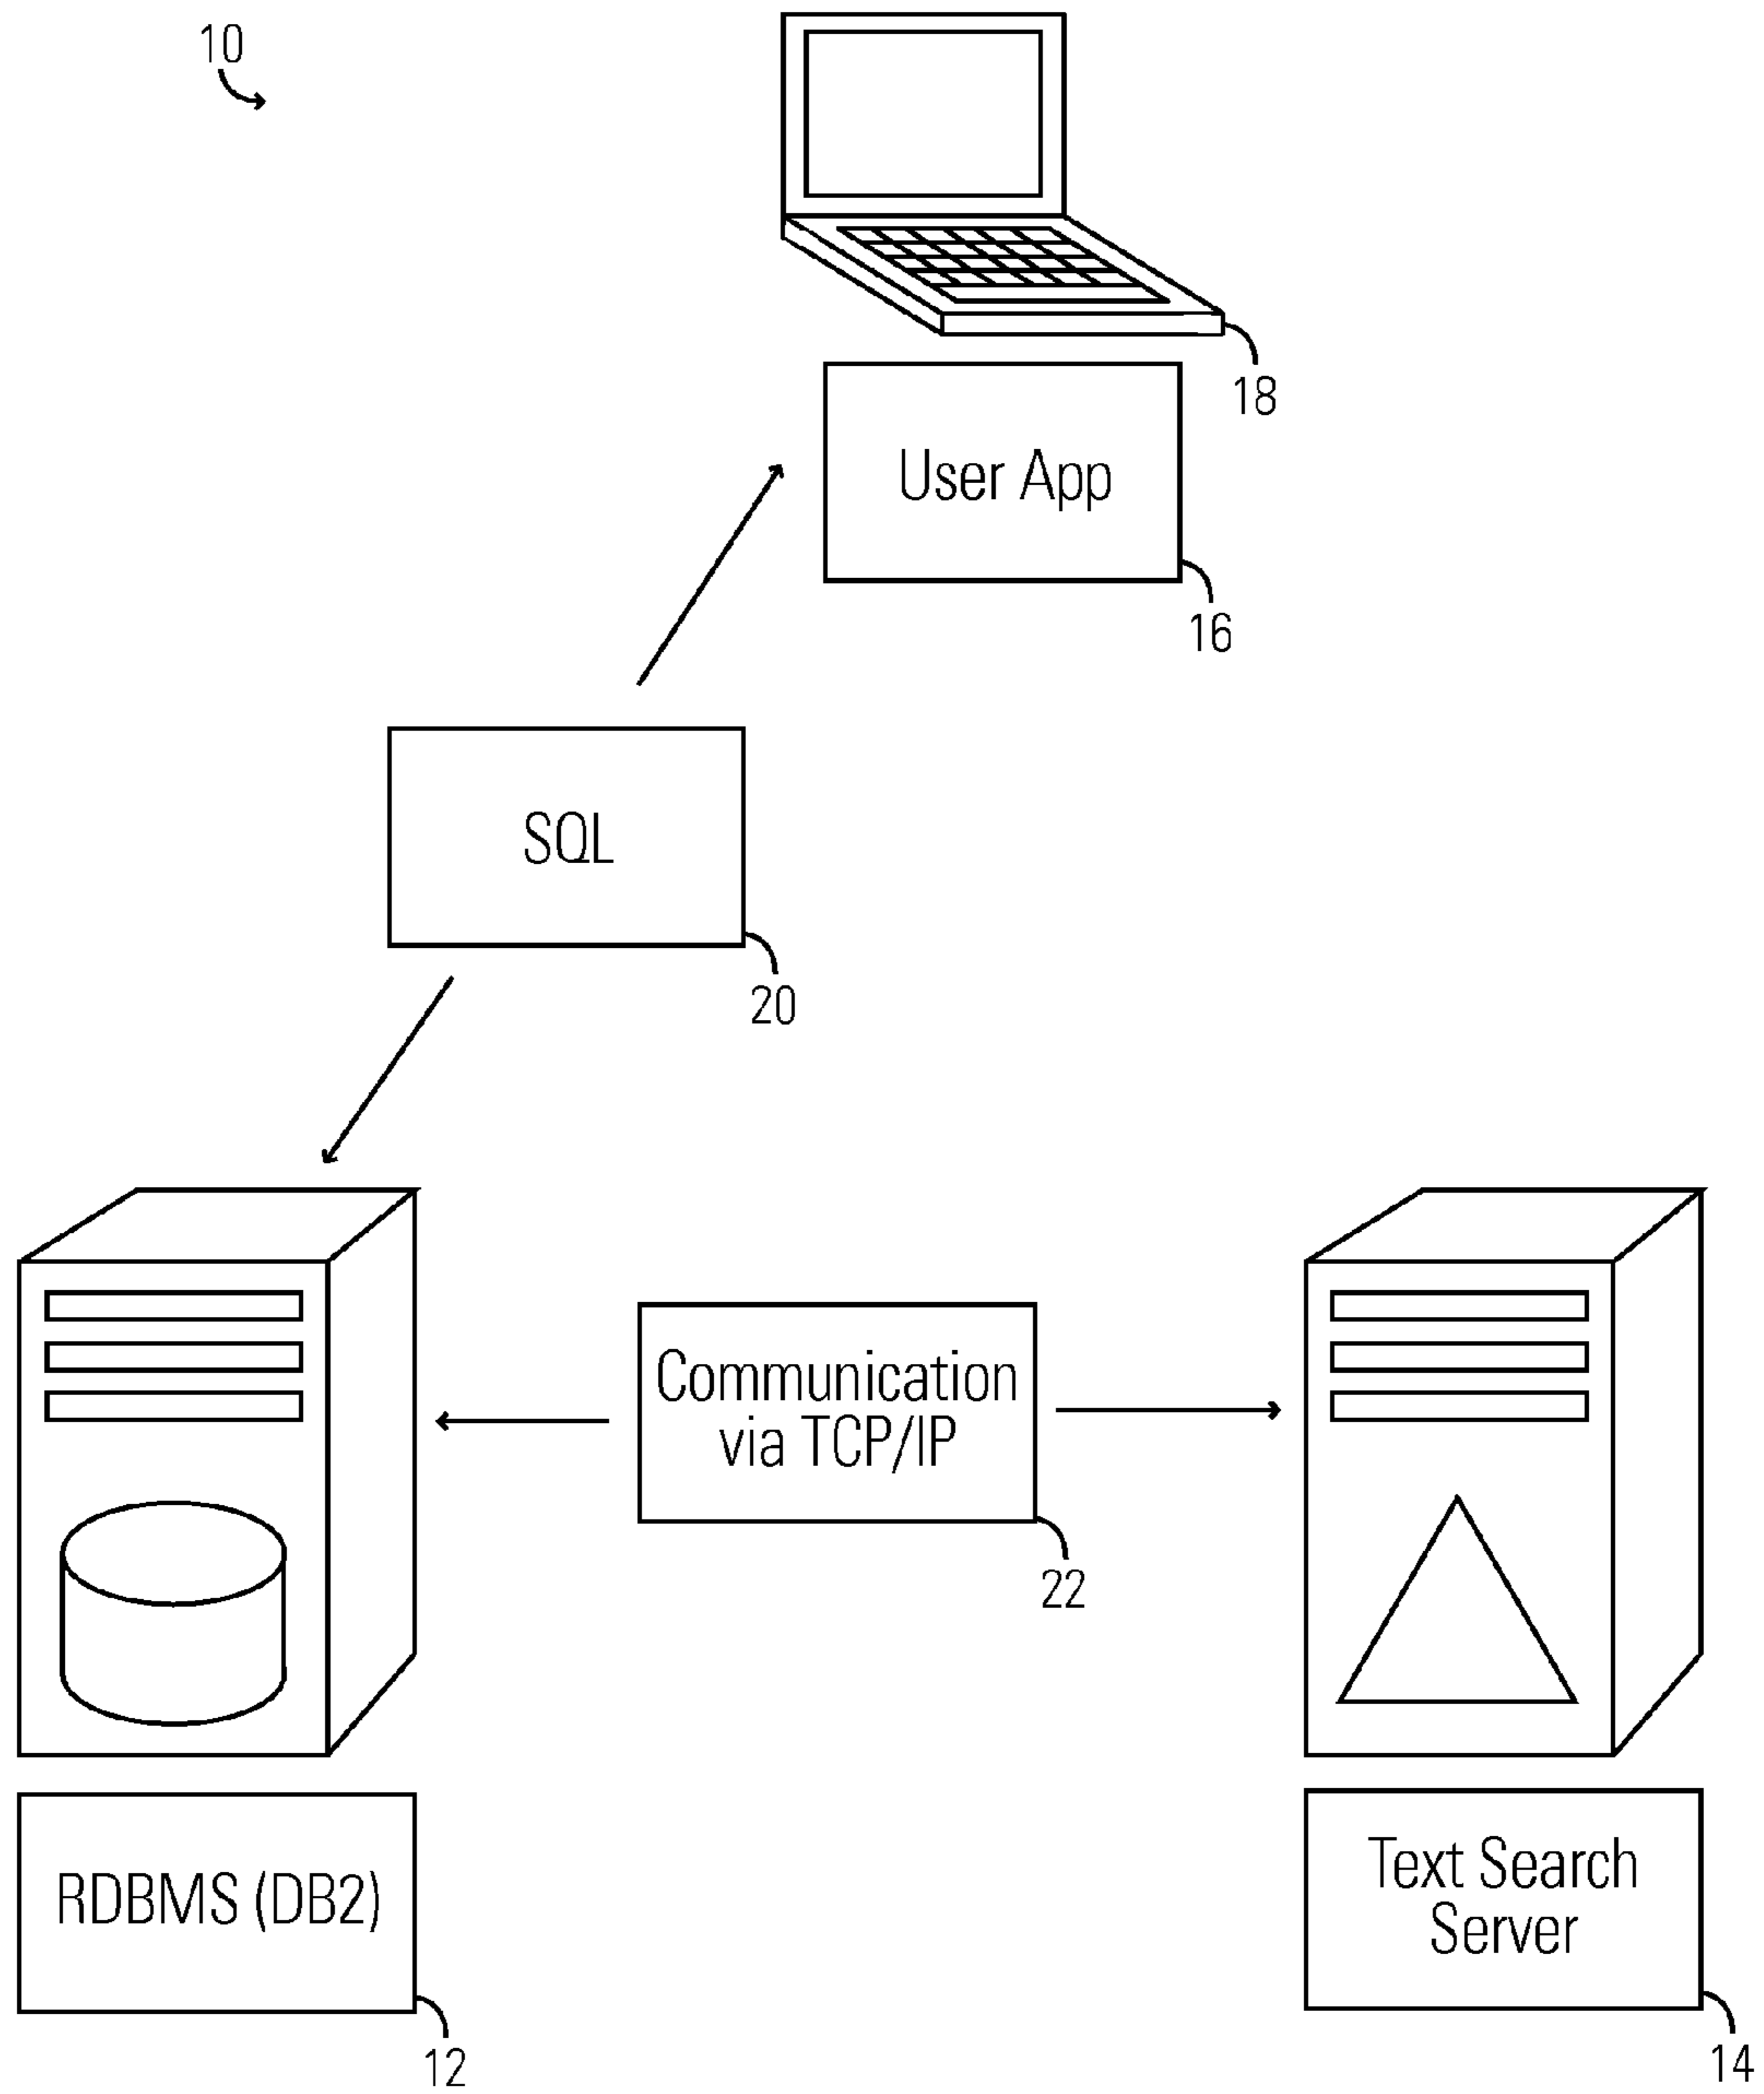 10
18
User App
16
SQL
20
Communication
via TCP/IP
22
RDBMS (DB2)
12
Text Search
Server
14